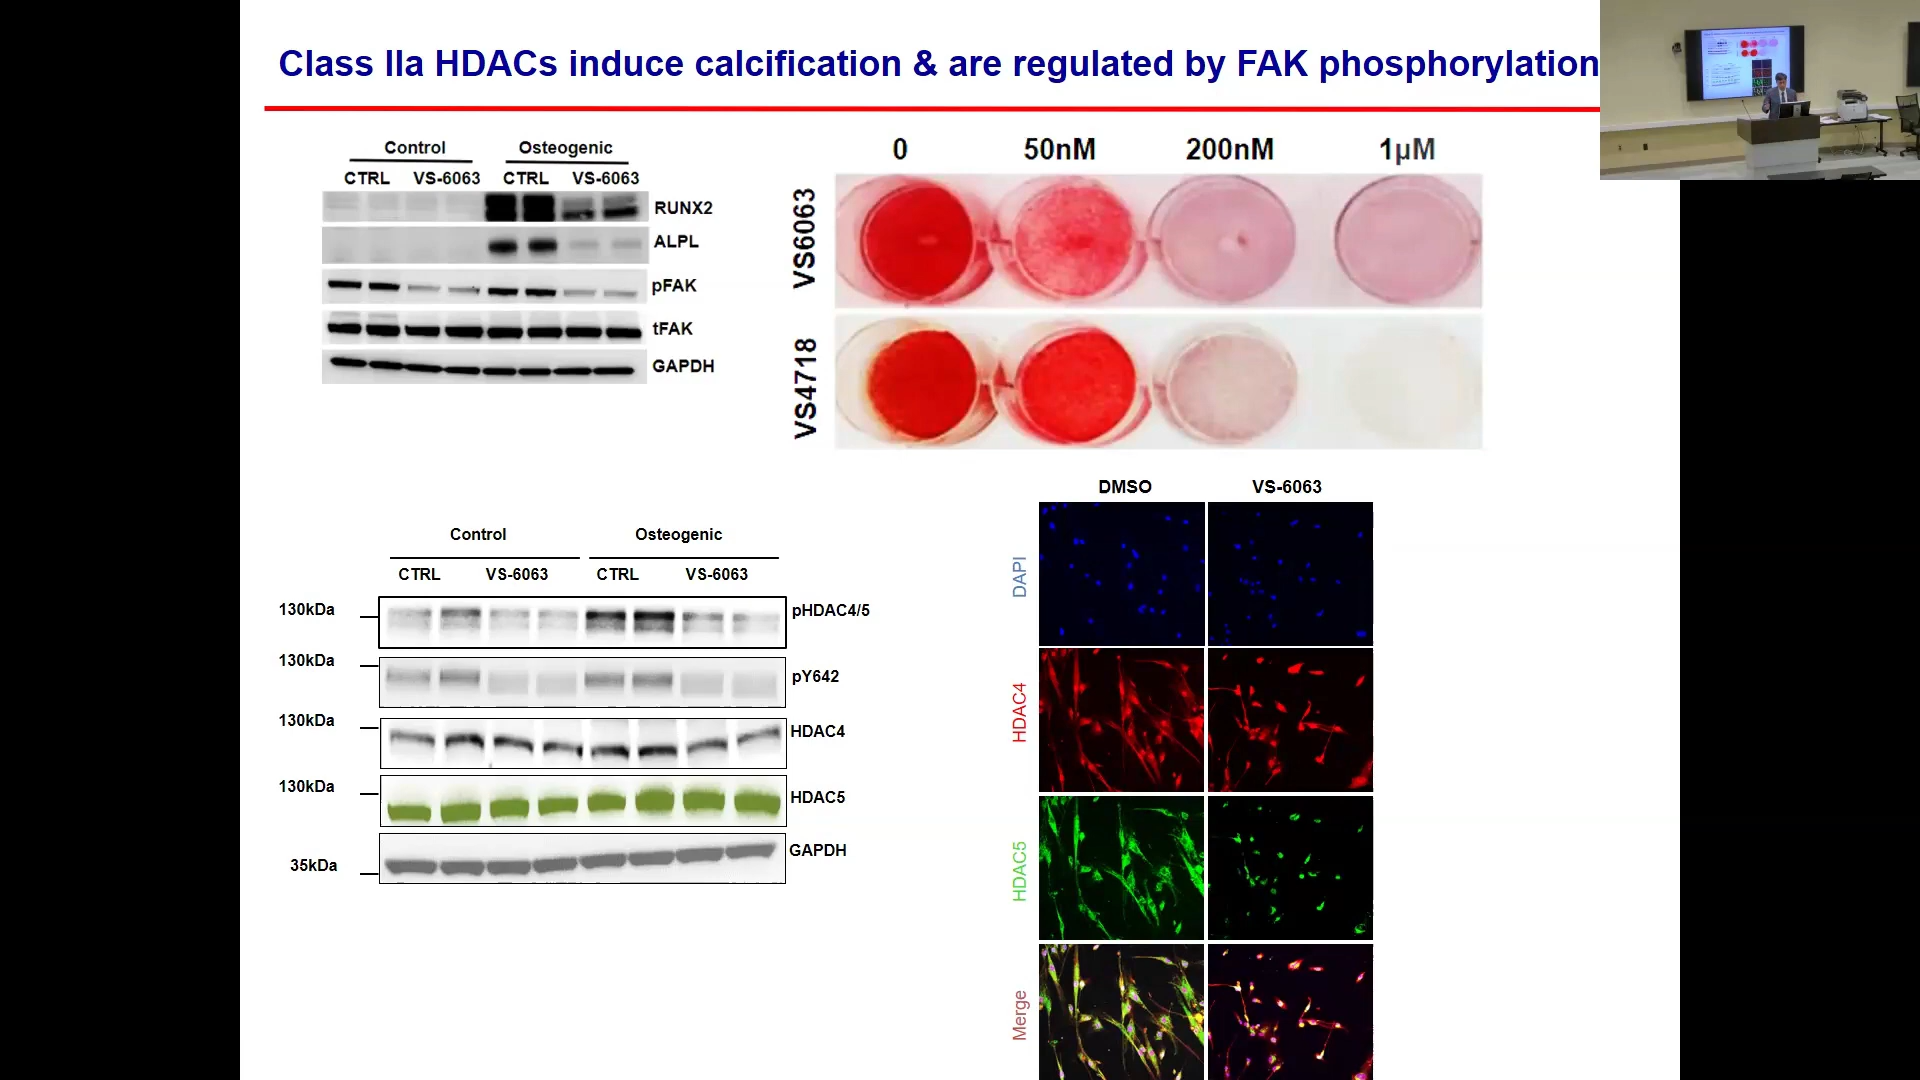 Class IIa HDACs induce calcification & are regulated by FAK phosphorylation
Control Osteogenic
CTRL VS-6063 CTRL VS-6063
RUNX2
ALPL
pFAK
tFAK
GAPDH
0 50nM 200nM 1µM
VS6063
VS4718
Control Osteogenic
CTRL VS-6063 CTRL VS-6063
130kDa pHDAC4/5
130kDa pY642
130kDa HDAC4
130kDa HDAC5
35kDa GAPDH
DMSO VS-6063
DAPI
HDAC4
HDAC5
Merge